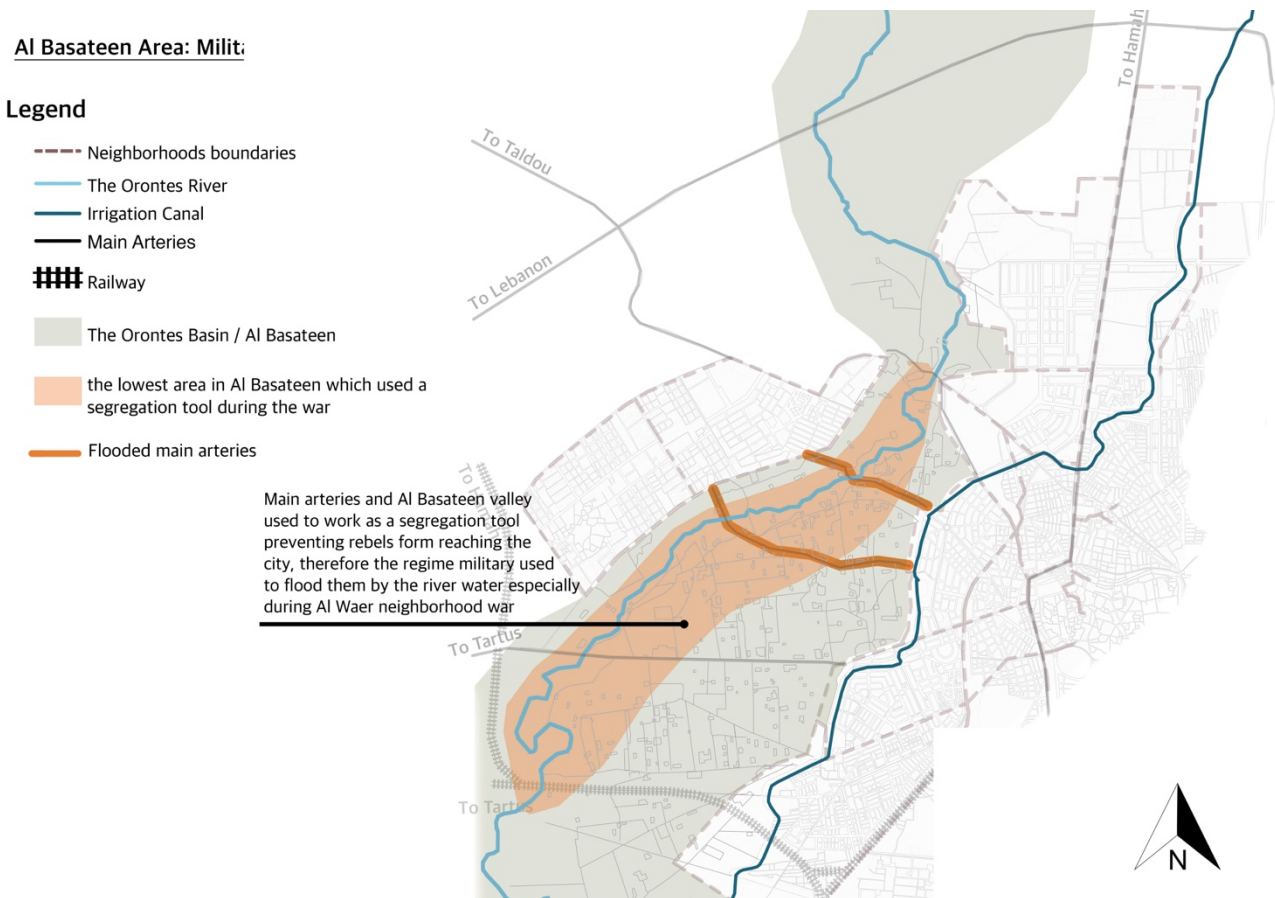 Al Basateen Area: Milit
Legend
Neighborhoods boundaries
The Orontes River
Irrigation Canal
Main Arteries
Railway
The Orontes Basin / Al Basateen
the lowest area in Al Basateen which used a
segregation tool during the war
Flooded main arteries
To Hamah
To Taldou
To Lebanon
Main arteries and Al Basateen valley
used to work as a segregation tool
preventing rebels form reaching the
city, therefore the regime military used
to flood them by the river water especially
during Al Waer neighborhood war
To Tartus
To Tartus
N